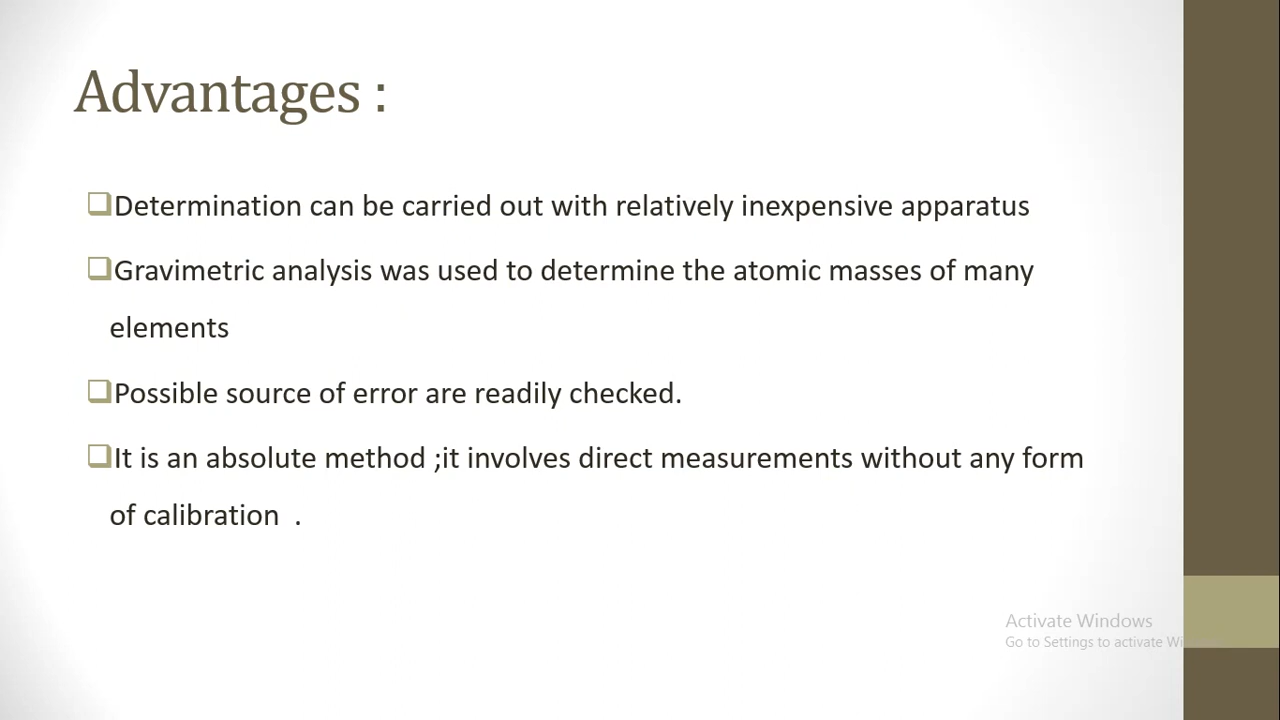 Advantages :
Determination can be carried out with relatively inexpensive apparatus
Gravimetric analysis was used to determine the atomic masses of many
elements
Possible source of error are readily checked.
It is an absolute method ;it involves direct measurements without any form
of calibration  .
Activate Windows
Go to Settings to activate